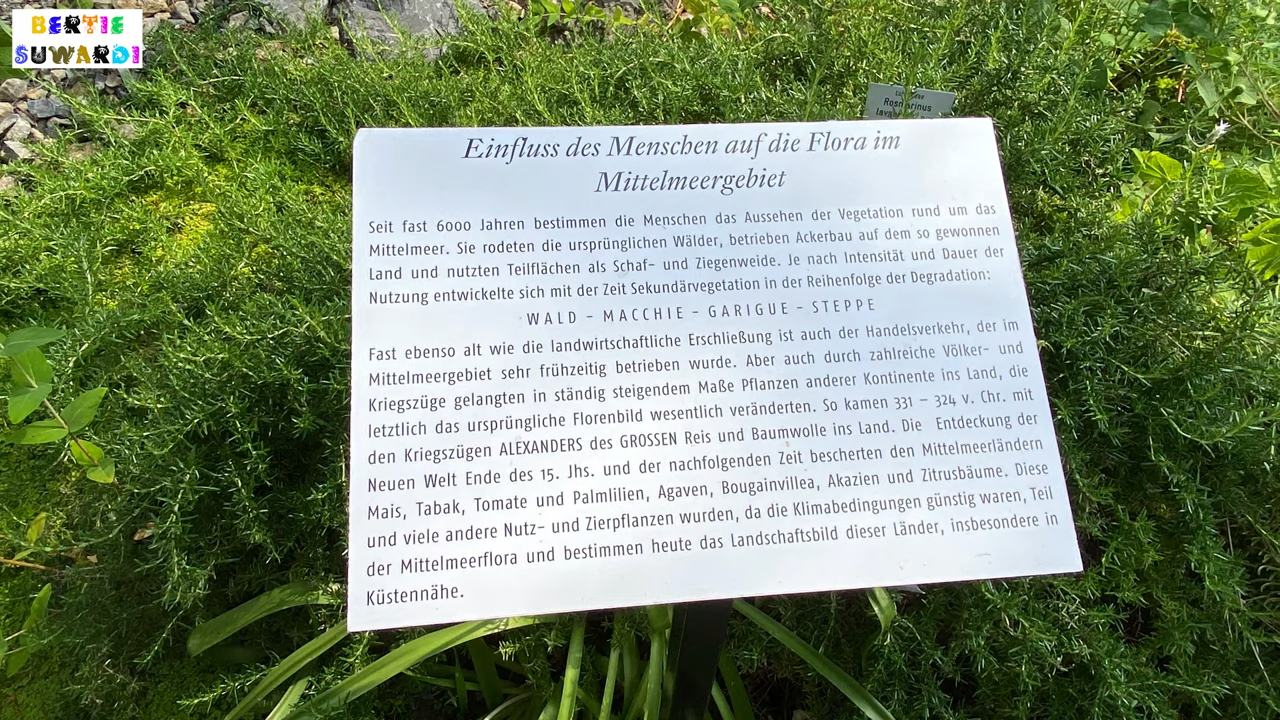 BERTIE
SUWARDI
Rosmarinus
Einfluss des Menschen auf die Flora im
Mittelmeergebiet
Seit fast 6000 Jahren bestimmen die Menschen das Aussehen der Vegetation rund um das
Mittelmeer. Sie rodeten die ursprünglichen Wälder, betrieben Ackerbau auf dem so gewonnen
Land und nutzten Teilflächen als Schaf- und Ziegenweide. Je nach Intensität und Dauer der
Nutzung entwickelte sich mit der Zeit Sekundärvegetation in der Reihenfolge der Degradation:
WALD - MACCHIE - GARIGUE - STEPPE
Fast ebenso alt wie die landwirtschaftliche Erschließung ist auch der Handelsverkehr, der im
Mittelmeergebiet sehr frühzeitig betrieben wurde. Aber auch durch zahlreiche Völker- und
Kriegszüge gelangten in ständig steigendem Maße Pflanzen anderer Kontinente ins Land, die
letztlich das ursprüngliche Florenbild wesentlich veränderten. So kamen 331 - 324 v. Chr. mit
den Kriegszügen ALEXANDERS des GROSSEN Reis und Baumwolle ins Land. Die Entdeckung der
Neuen Welt Ende des 15. Jhs. und der nachfolgenden Zeit bescherten den Mittelmeerländern
Mais, Tabak, Tomate und Palmlilien, Agaven, Bougainvillea, Akazien und Zitrusbäume. Diese
und viele andere Nutz- und Zierpflanzen wurden, da die Klimabedingungen günstig waren, Teil
der Mittelmeerflora und bestimmen heute das Landschaftsbild dieser Länder, insbesondere in
Küstennähe.